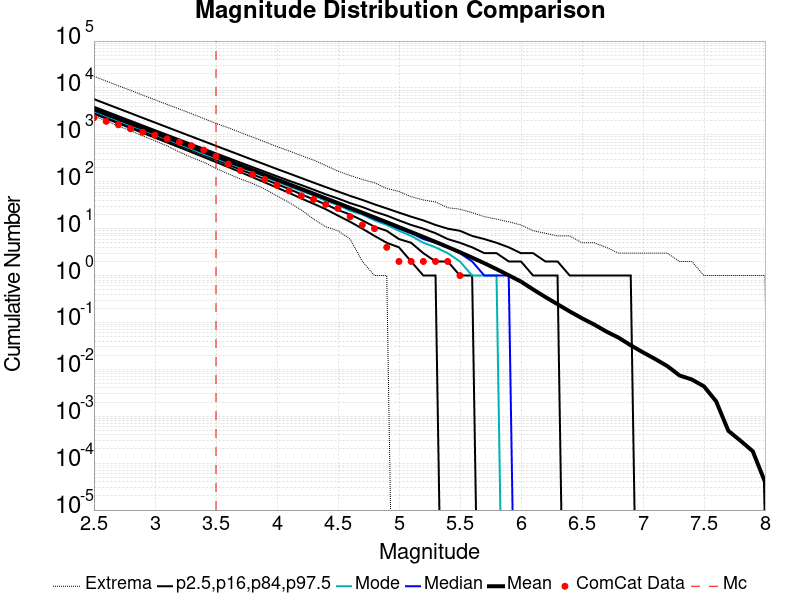 Magnitude Distribution Comparison
10^5
10^4
10^3
10^2
10^1
10^0
10^-1
10^-2
10^-3
10^-4
10^-5
Cumulative Number
2.5 3 3.5 4 4.5 5 5.5 6 6.5 7 7.5 8
Magnitude
Extrema p2.5,p16,p84,p97.5 Mode Median Mean ComCat Data Mc